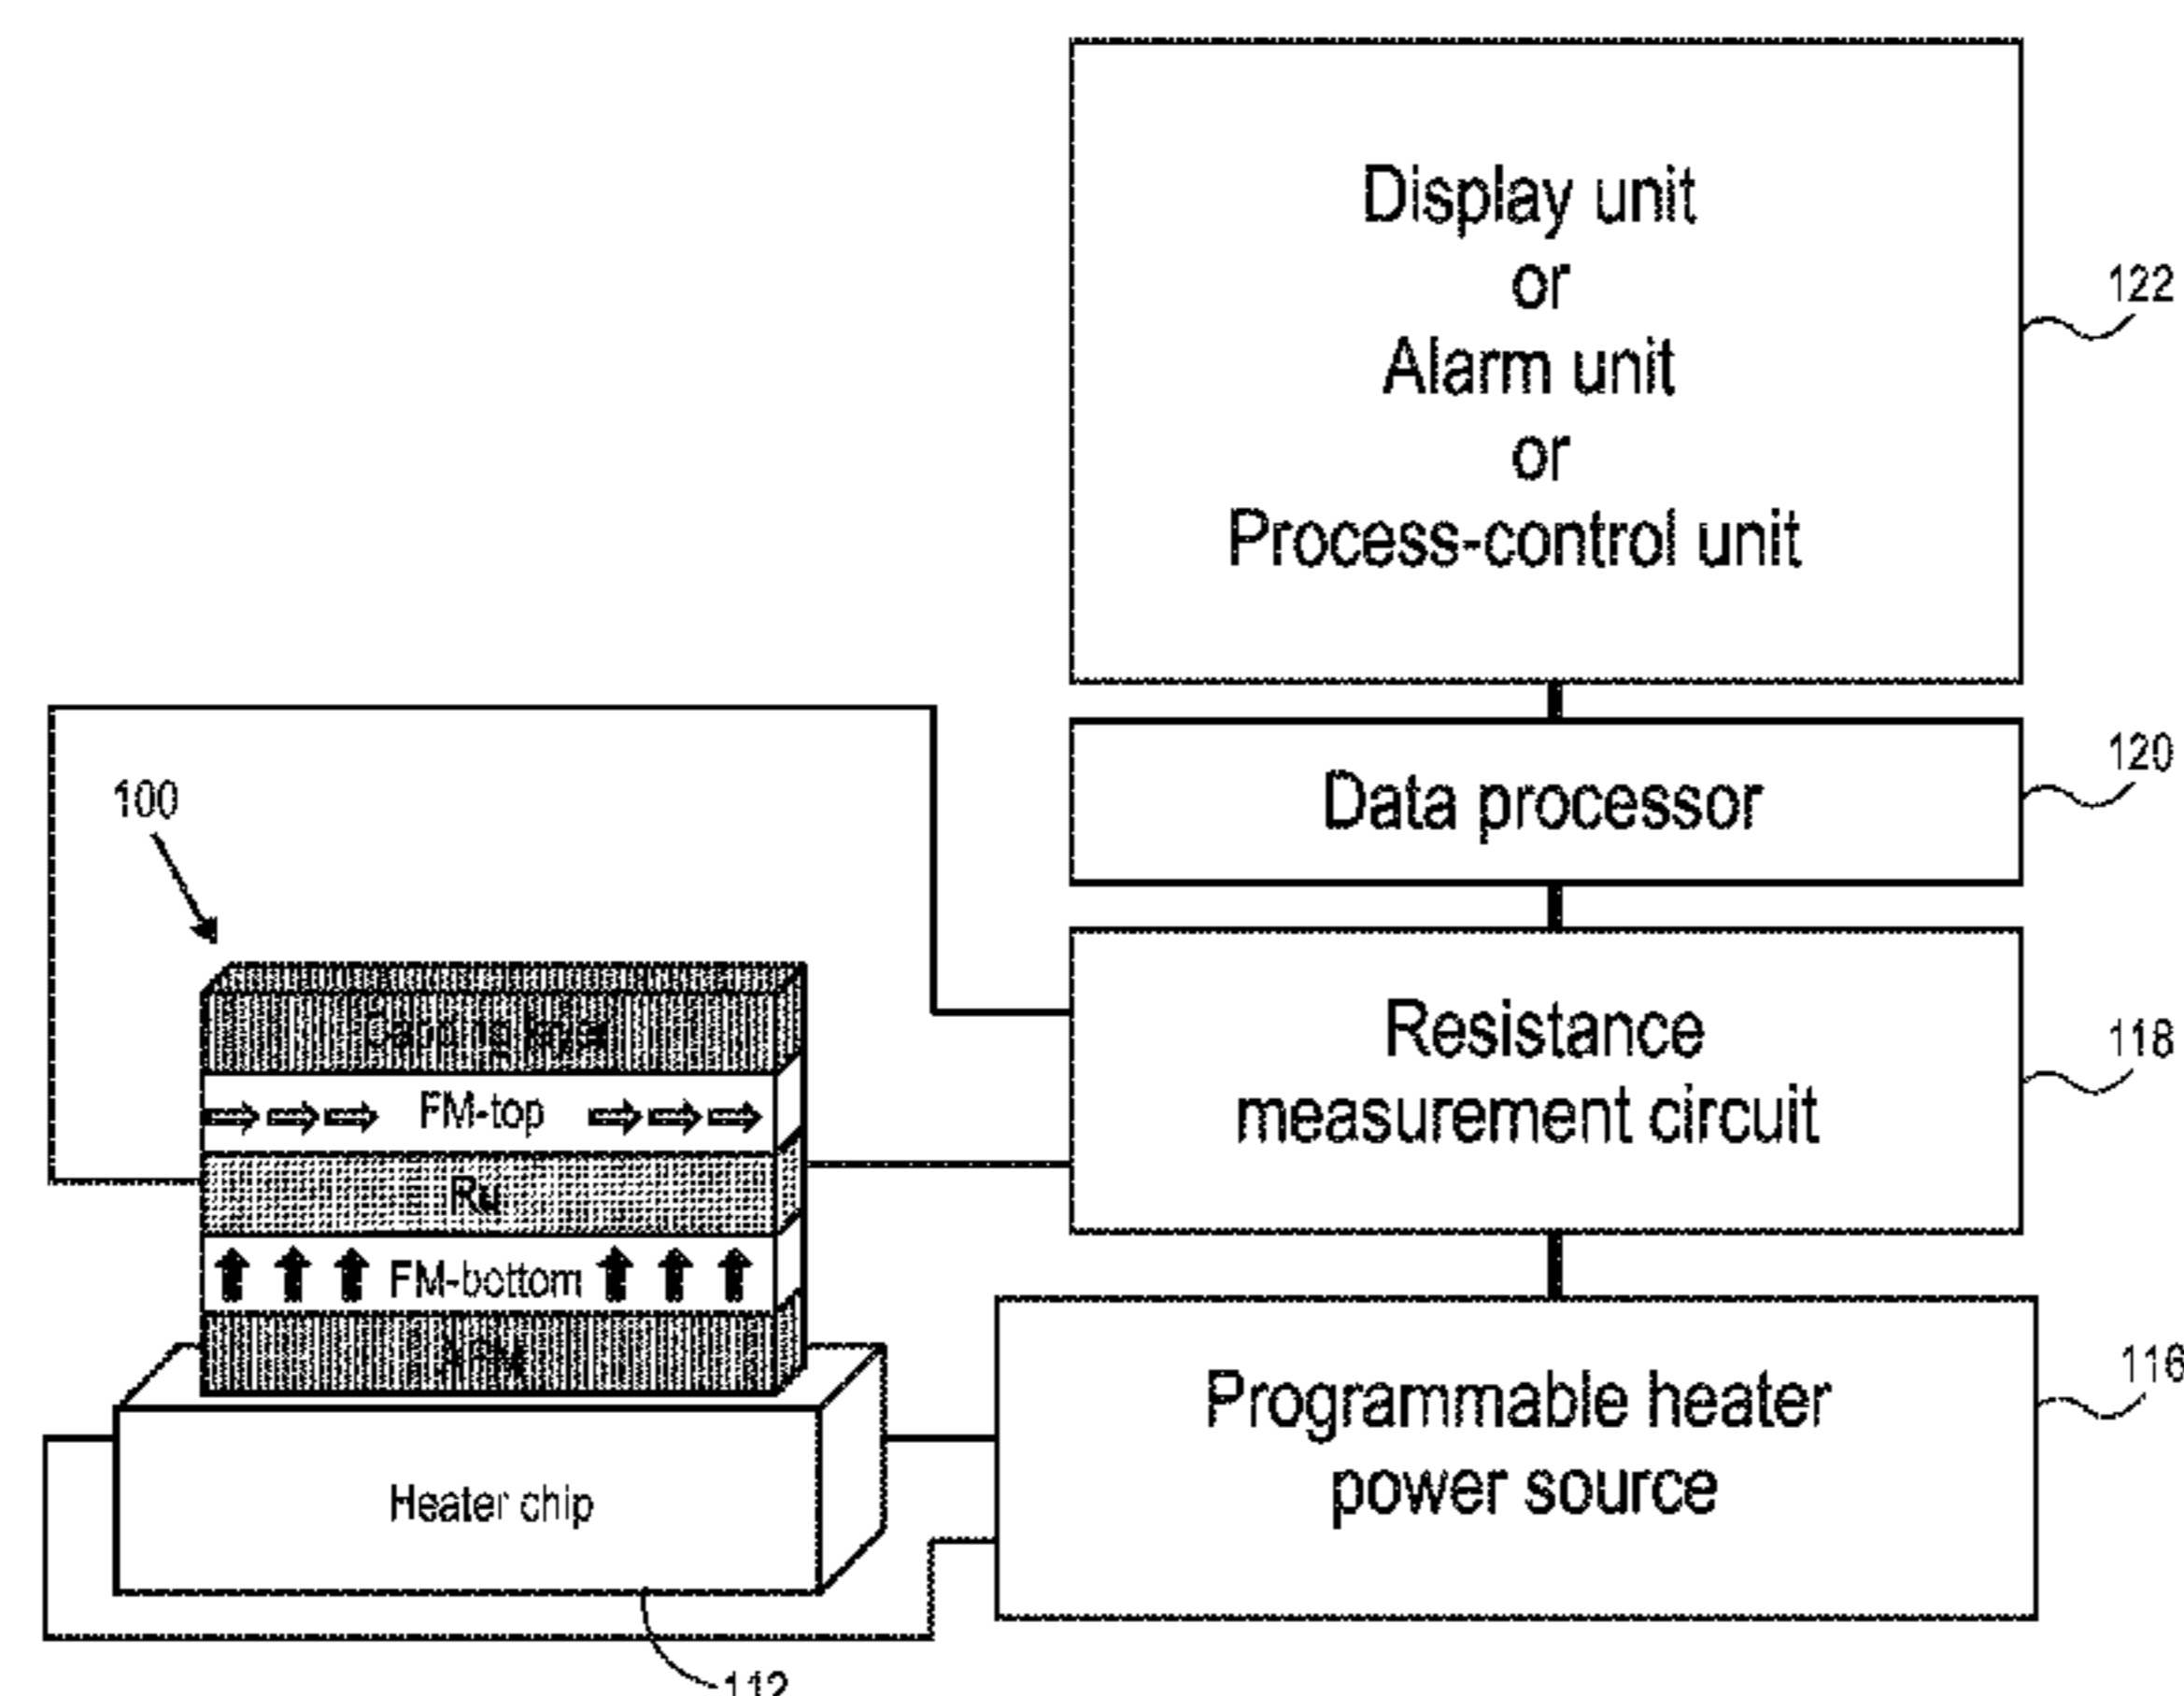 Display unit
or
Alarm unit
or
Process-control unit
122
Data processor
120
100
Resistance
measurement circuit
118
FM-top
Ru
FM-bottom
Programmable heater
power source
116
Heater chip
112